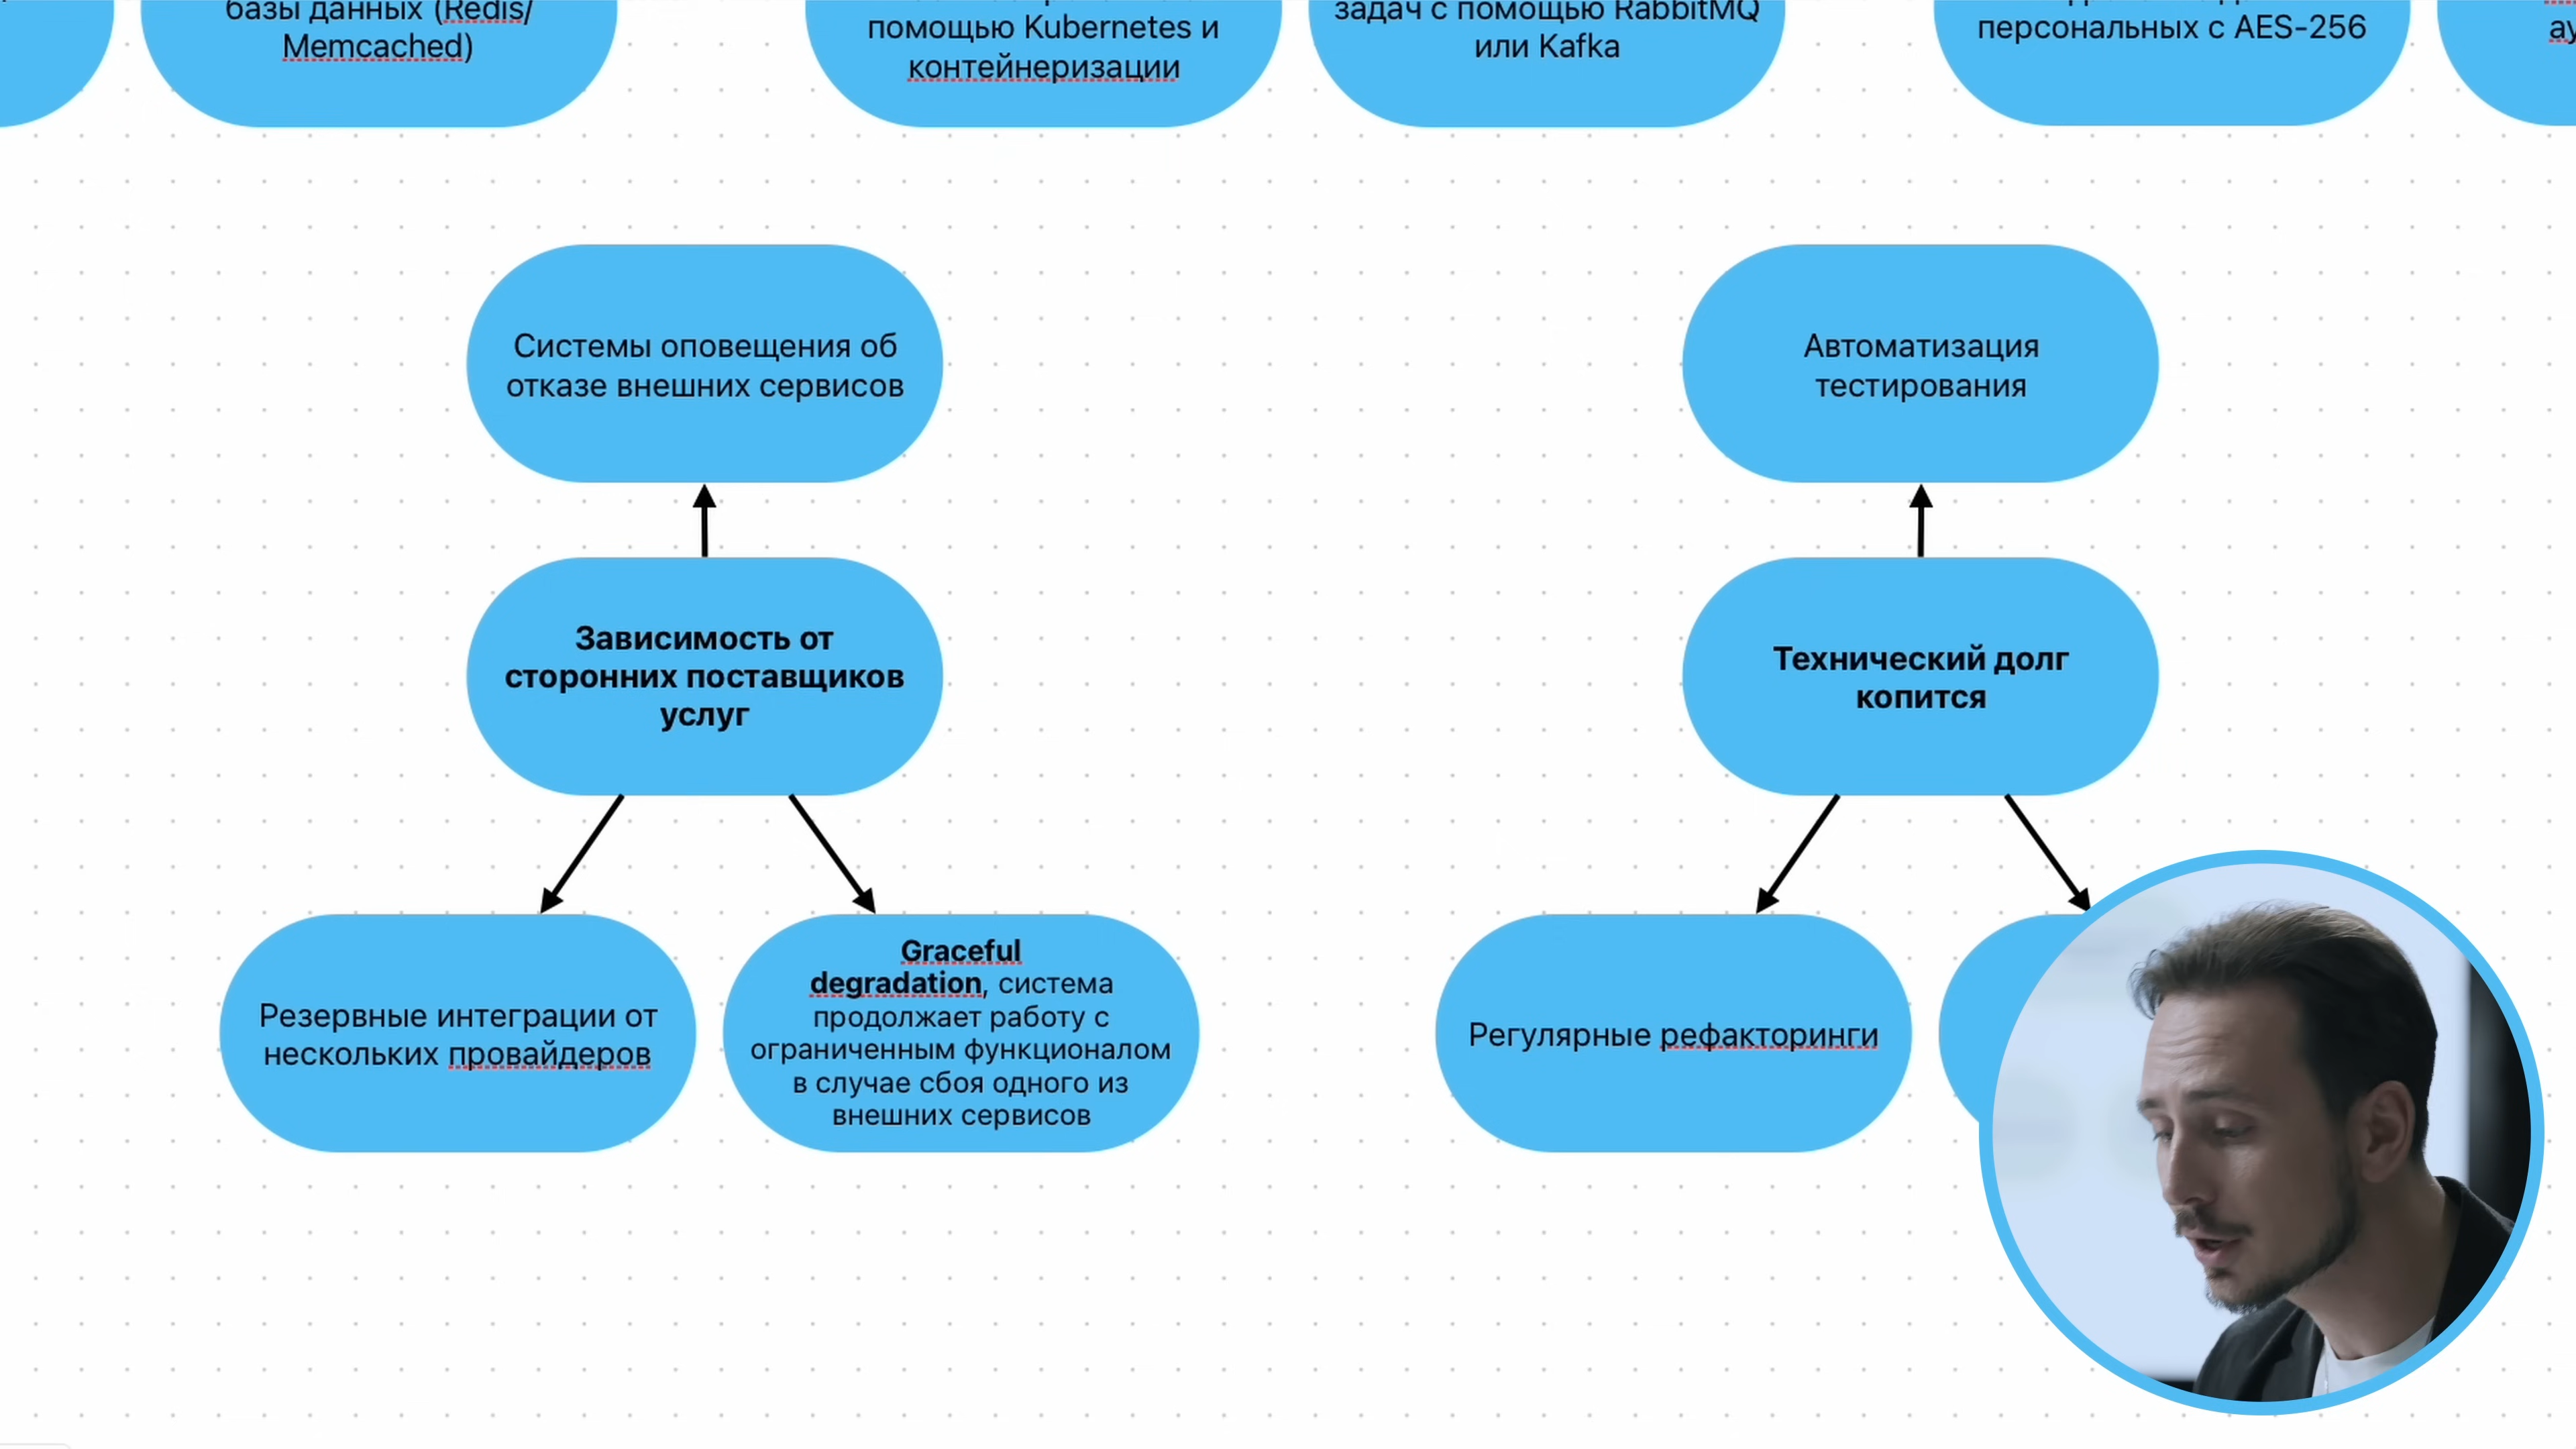 базы данных (Redis/
Memcached)
помощью Kubernetes и
контейнеризации
задач с помощью RabbitMQ
или Kafka
персональных с AES-256
Системы оповещения об
отказе внешних сервисов
Автоматизация
тестирования
Зависимость от
сторонних поставщиков
услуг
Технический долг
копится
Резервные интеграции от
нескольких провайдеров
Graceful
degradation, система
продолжает работу с
ограниченным функционалом
в случае сбоя одного из
внешних сервисов
Регулярные рефакторинги